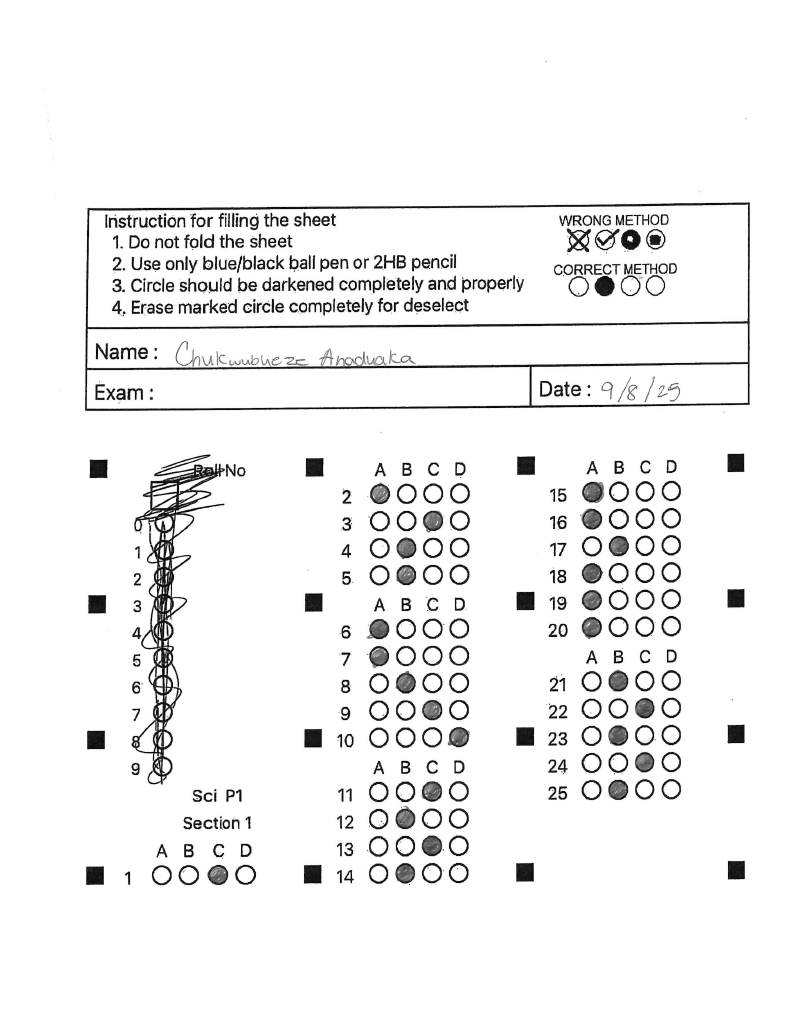 Instruction for filling the sheet
1. Do not fold the sheet
2. Use only blue/black ball pen or 2HB pencil
3. Circle should be darkened completely and properly
4. Erase marked circle completely for deselect
WRONG METHOD
CORRECT METHOD
Name : Chukwubueze Anaduaka
Exam :
Date : 9/8/25
Roll No
0
1
2
3
4
5
6
7
8
9
Sci P1
Section 1
A B C D
1
A B C D
2
3
4
5
A B C D
6
7
8
9
10
A B C D
11
12
13
14
A B C D
15
16
17
18
19
20
A B C D
21
22
23
24
25